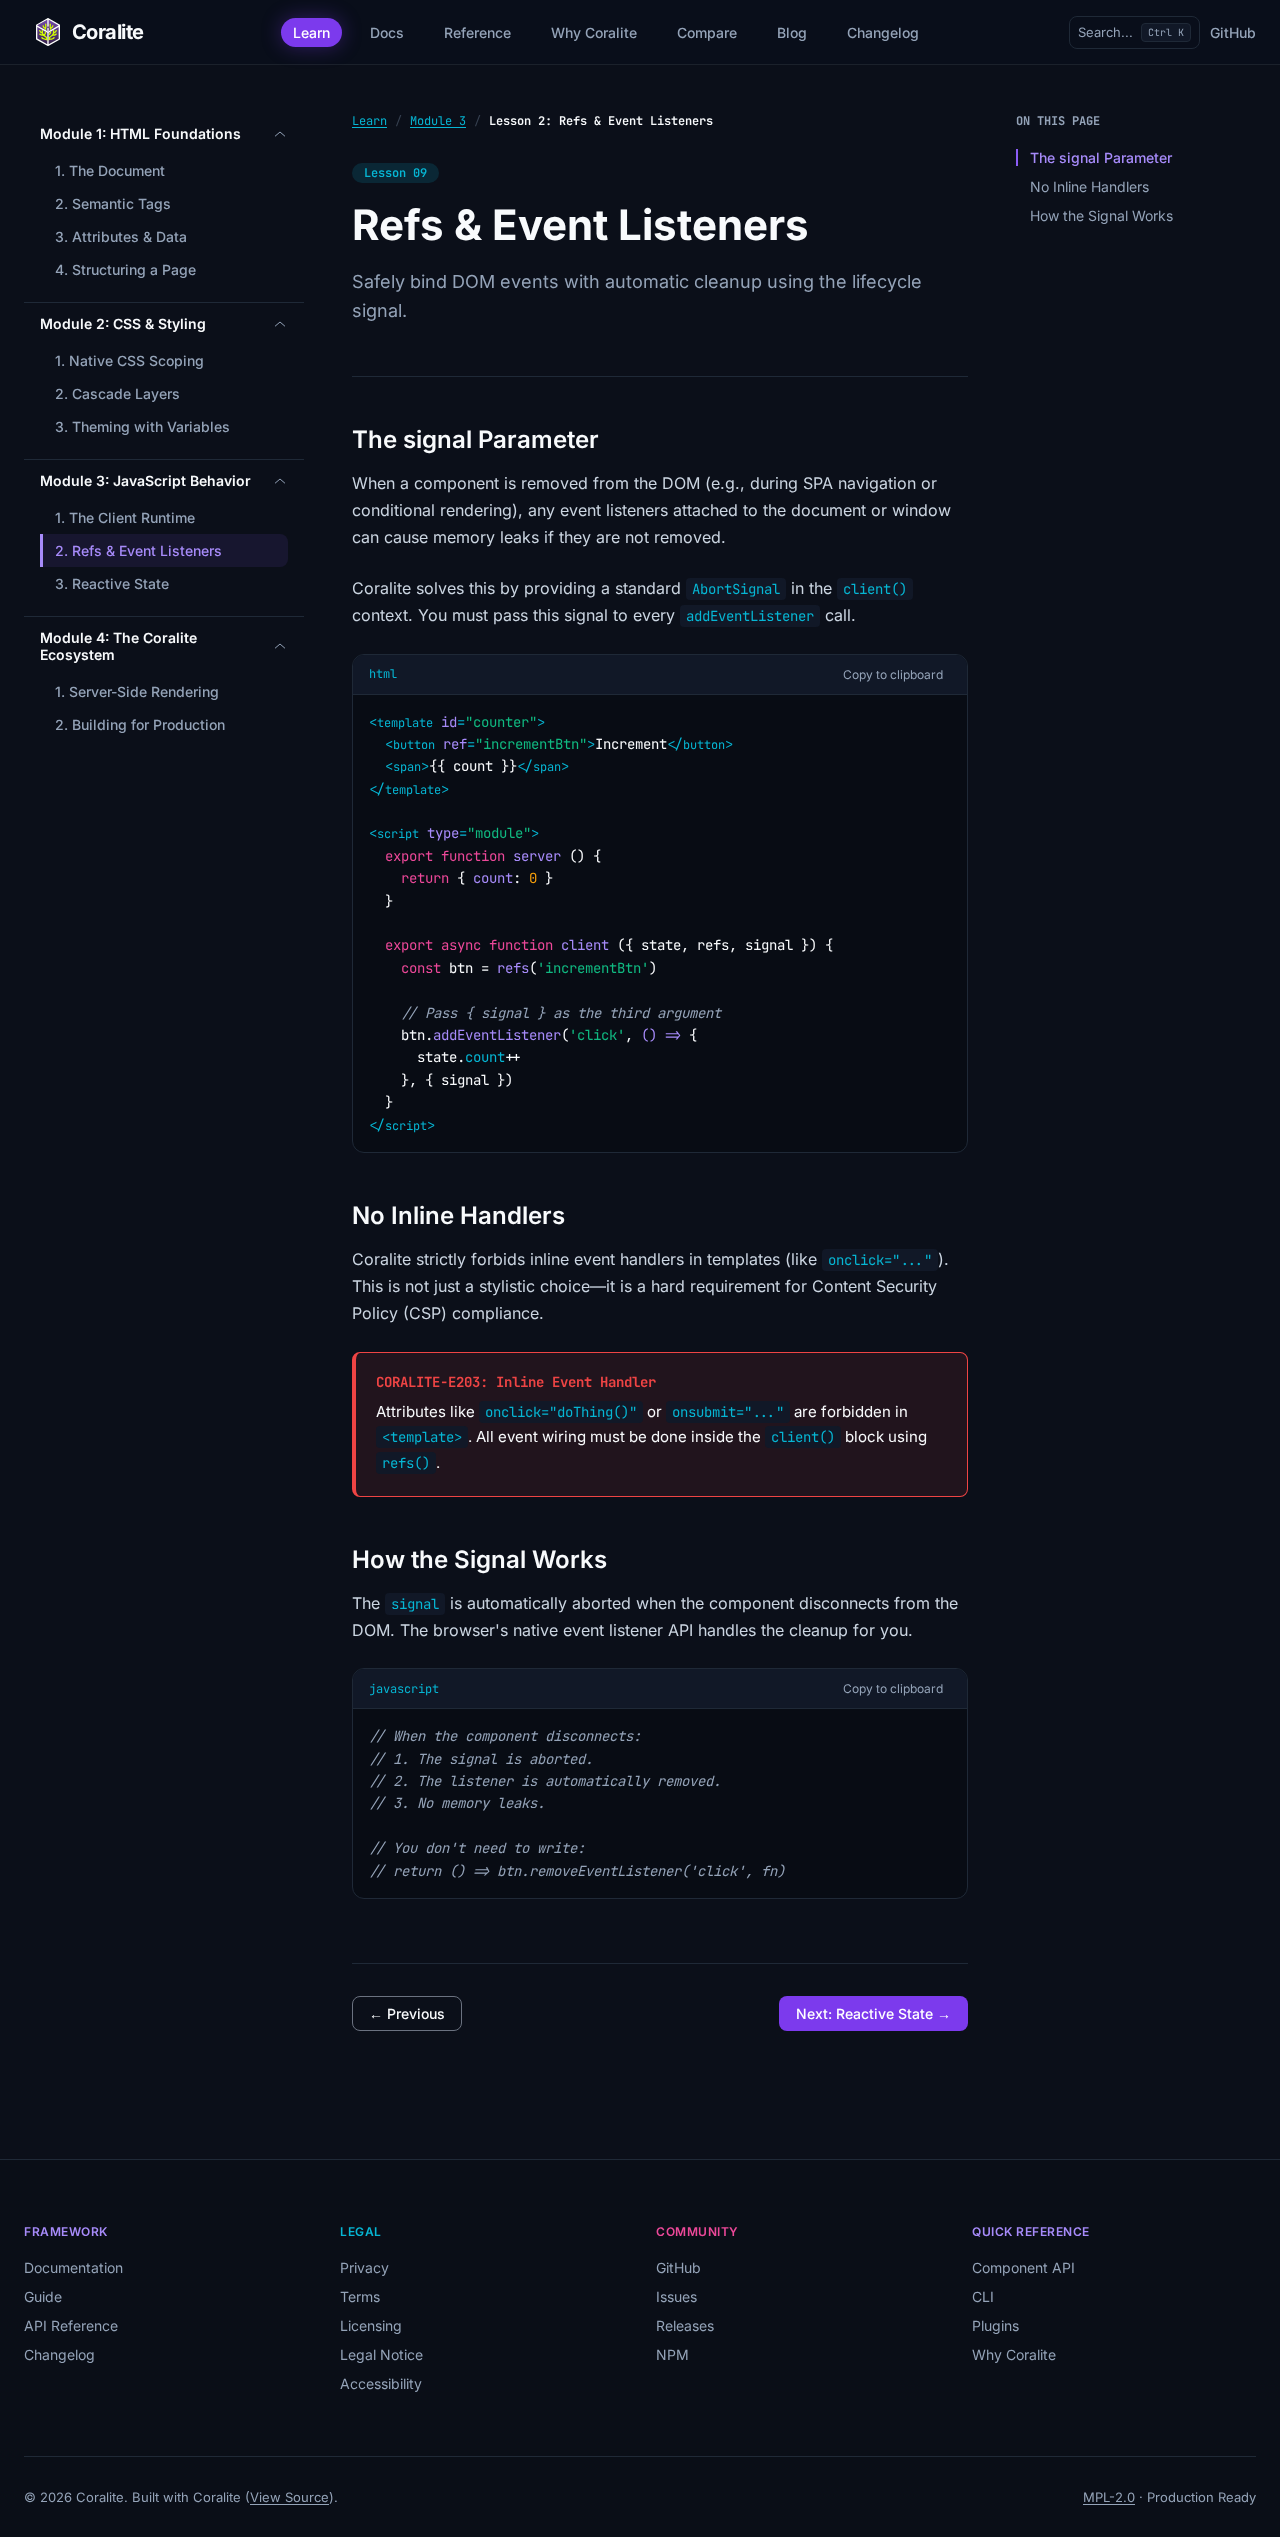 Coralite
Learn
Docs
Reference
Why Coralite
Compare
Blog
Changelog
Search...
Ctrl K
GitHub
Module 1: HTML Foundations
1. The Document
2. Semantic Tags
3. Attributes & Data
4. Structuring a Page
Module 2: CSS & Styling
1. Native CSS Scoping
2. Cascade Layers
3. Theming with Variables
Module 3: JavaScript Behavior
1. The Client Runtime
2. Refs & Event Listeners
3. Reactive State
Module 4: The Coralite
Ecosystem
1. Server-Side Rendering
2. Building for Production
Learn / Module 3 / Lesson 2: Refs & Event Listeners
Lesson 09
Refs & Event Listeners
Safely bind DOM events with automatic cleanup using the lifecycle
signal.
The signal Parameter
When a component is removed from the DOM (e.g., during SPA navigation or
conditional rendering), any event listeners attached to the document or window
can cause memory leaks if they are not removed.
Coralite solves this by providing a standard AbortSignal in the client()
context. You must pass this signal to every addEventListener call.
html
Copy to clipboard
<template id="counter">
  <button ref="incrementBtn">Increment</button>
  <span>{{ count }}</span>
</template>
<script type="module">
  export function server () {
    return { count: 0 }
  }
  export async function client ({ state, refs, signal }) {
    const btn = refs('incrementBtn')
    // Pass { signal } as the third argument
    btn.addEventListener('click', () => {
      state.count++
    }, { signal })
  }
</script>
No Inline Handlers
Coralite strictly forbids inline event handlers in templates (like onclick="..." ).
This is not just a stylistic choice—it is a hard requirement for Content Security
Policy (CSP) compliance.
CORALITE-E203: Inline Event Handler
Attributes like onclick="doThing()" or onsubmit="..." are forbidden in
<template> . All event wiring must be done inside the client() block using
refs() .
How the Signal Works
The signal is automatically aborted when the component disconnects from the
DOM. The browser's native event listener API handles the cleanup for you.
javascript
Copy to clipboard
// When the component disconnects:
// 1. The signal is aborted.
// 2. The listener is automatically removed.
// 3. No memory leaks.
// You don't need to write:
// return () => btn.removeEventListener('click', fn)
← Previous
Next: Reactive State →
ON THIS PAGE
The signal Parameter
No Inline Handlers
How the Signal Works
FRAMEWORK
Documentation
Guide
API Reference
Changelog
LEGAL
Privacy
Terms
Licensing
Legal Notice
Accessibility
COMMUNITY
GitHub
Issues
Releases
NPM
QUICK REFERENCE
Component API
CLI
Plugins
Why Coralite
© 2026 Coralite. Built with Coralite (View Source).
MPL-2.0 · Production Ready